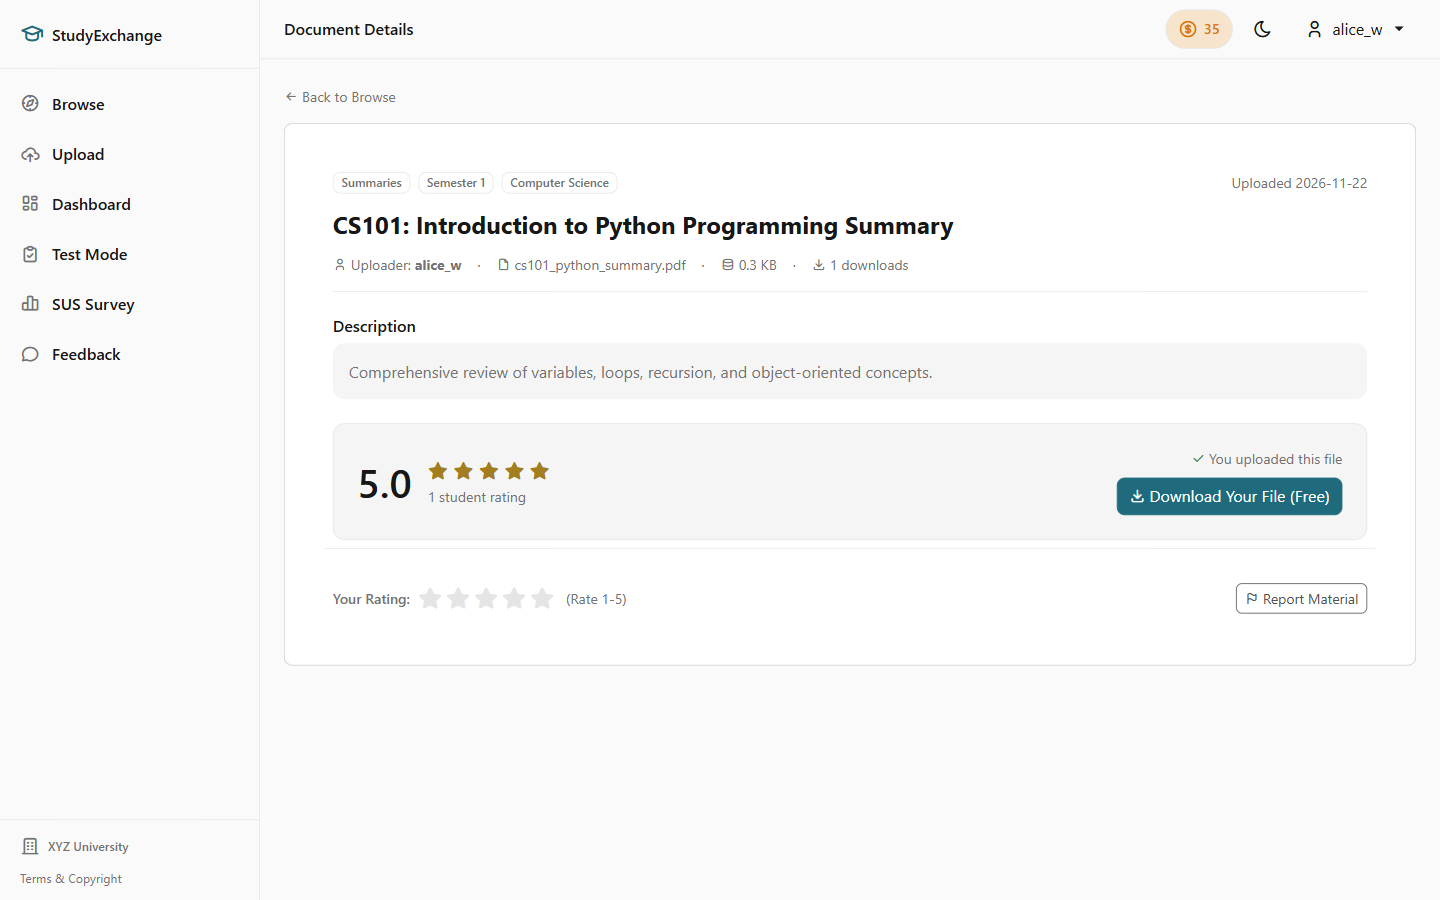 StudyExchange
Document Details
35
alice_w
Browse
Upload
Dashboard
Test Mode
SUS Survey
Feedback
XYZ University
Terms & Copyright
Back to Browse
Summaries Semester 1 Computer Science Uploaded 2026-11-22
CS101: Introduction to Python Programming Summary
Uploader: alice_w · cs101_python_summary.pdf · 0.3 KB · 1 downloads
Description
Comprehensive review of variables, loops, recursion, and object-oriented concepts.
5.0
1 student rating
You uploaded this file
Download Your File (Free)
Your Rating: (Rate 1-5)
Report Material